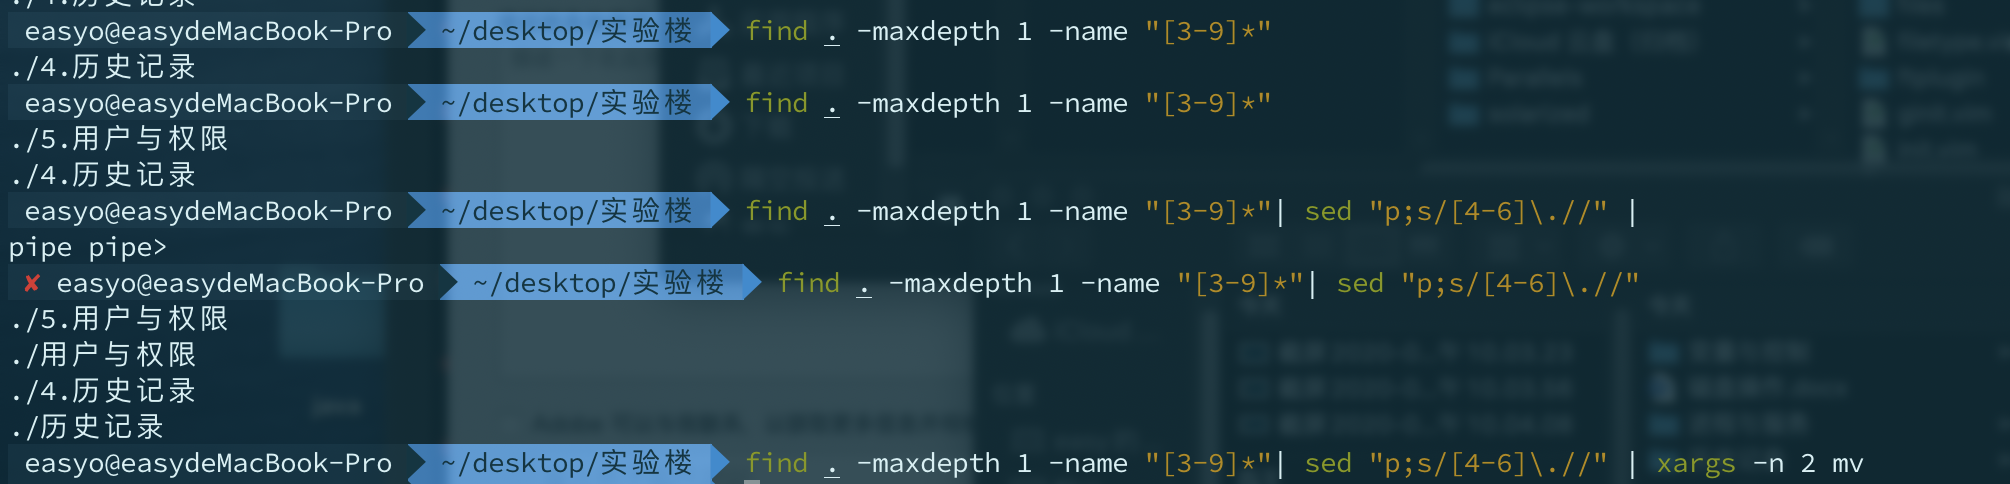 ./4.历史记录
easyo@easydeMacBook-Pro ~/desktop/实验楼 find . -maxdepth 1 -name "[3-9]*"
./4.历史记录
easyo@easydeMacBook-Pro ~/desktop/实验楼 find . -maxdepth 1 -name "[3-9]*"
./5.用户与权限
./4.历史记录
easyo@easydeMacBook-Pro ~/desktop/实验楼 find . -maxdepth 1 -name "[3-9]*"| sed "p;s/[4-6]\.//" |
pipe pipe>
✘ easyo@easydeMacBook-Pro ~/desktop/实验楼 find . -maxdepth 1 -name "[3-9]*"| sed "p;s/[4-6]\.//"
./5.用户与权限
./用户与权限
./4.历史记录
./历史记录
easyo@easydeMacBook-Pro ~/desktop/实验楼 find . -maxdepth 1 -name "[3-9]*"| sed "p;s/[4-6]\.//" | xargs -n 2 mv